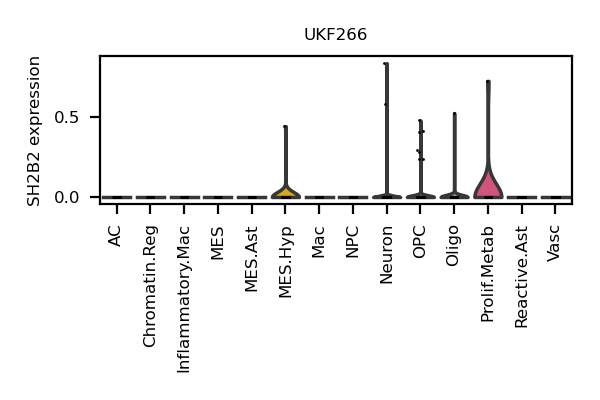 UKF266
SH2B2 expression
0.5
0.0
AC
Chromatin.Reg
Inflammatory.Mac
MES
MES.Ast
MES.Hyp
Mac
NPC
Neuron
OPC
Oligo
Prolif.Metab
Reactive.Ast
Vasc